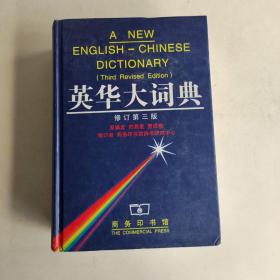 A NEW
ENGLISH-CHINESE
DICTIONARY
(Third Revised Edition)
英华大词典
修订第三版
商务印书馆
THE COMMERCIAL PRESS